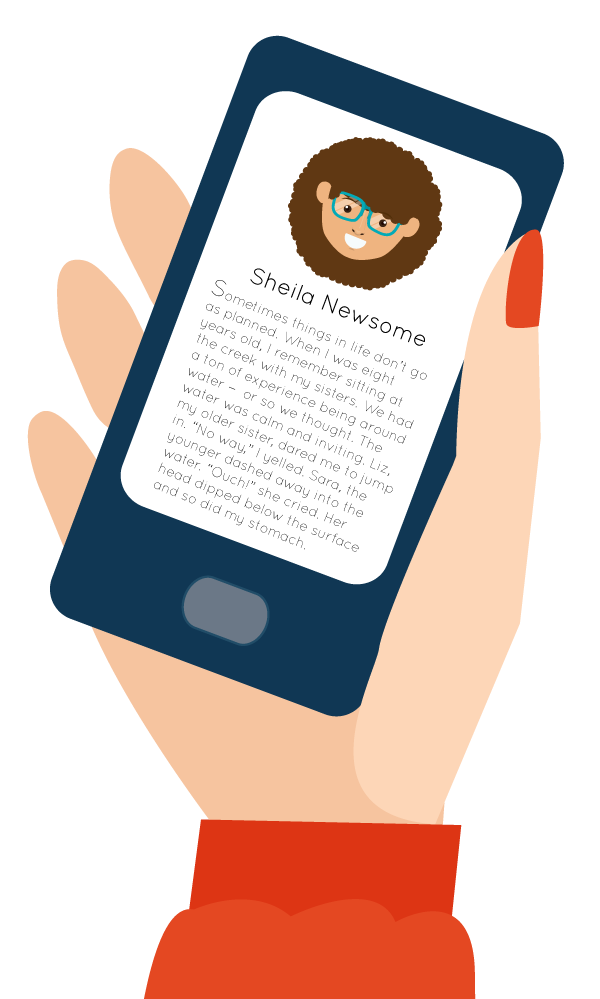 Sheila Newsome
Sometimes things in life don't go
as planned. When I was eight
years old, I remember sitting at
the creek with my sisters. We had
a ton of experience being around
water – or so we thought. The
water was calm and inviting. Liz,
my older sister, dared me to jump
in. “No way,” I yelled. Sara, the
younger dashed away into the
water. “Ouch!” she cried. Her
head dipped below the surface
and so did my stomach.